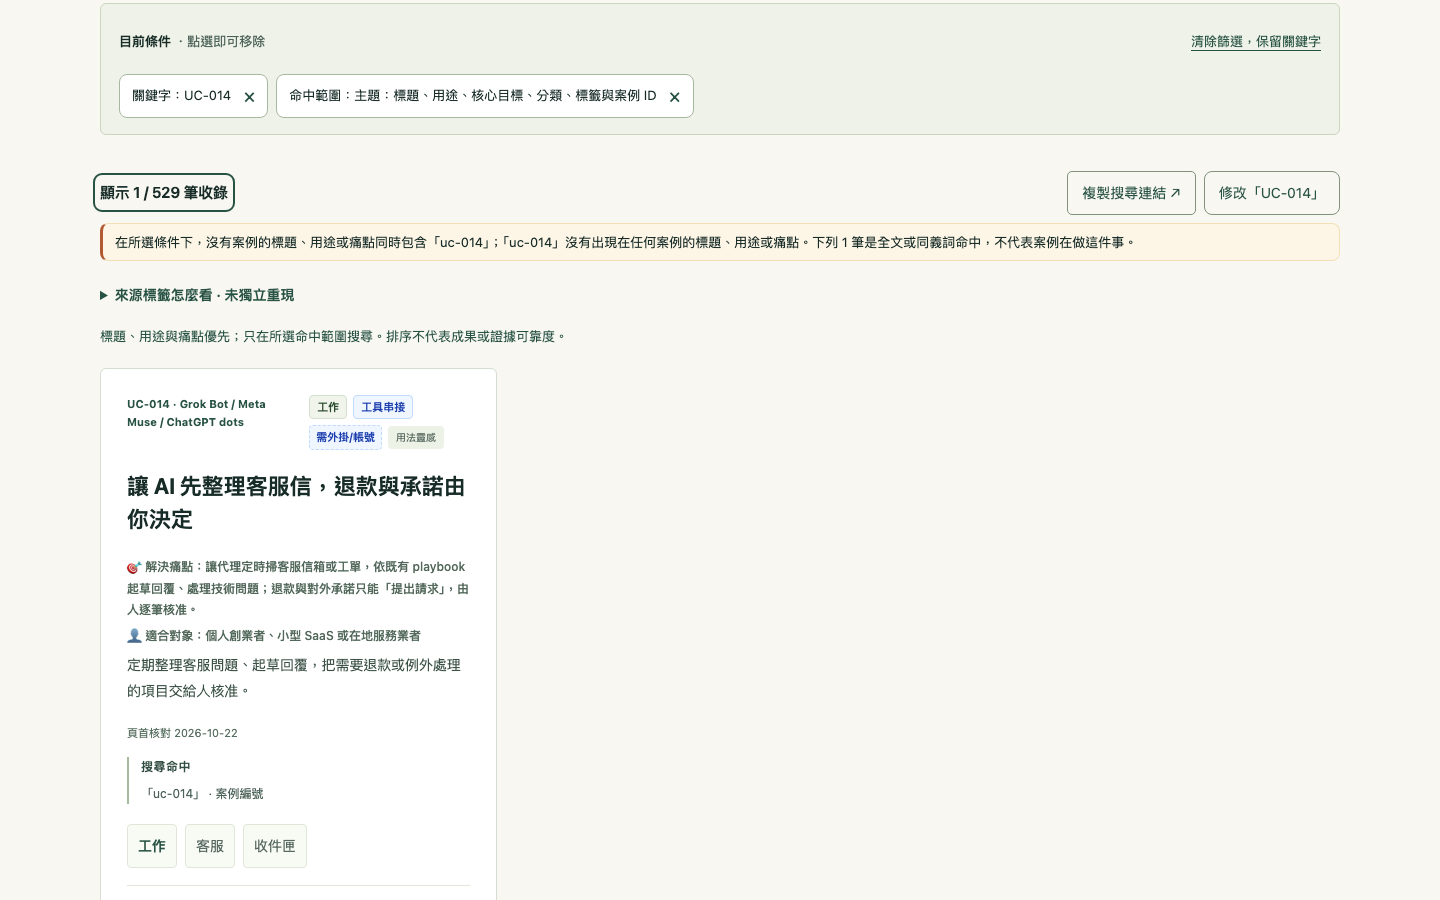 目前條件 · 點選即可移除
清除篩選，保留關鍵字
關鍵字：UC-014 ×
命中範圍：主題：標題、用途、核心目標、分類、標籤與案例 ID ×
顯示 1 / 529 筆收錄
複製搜尋連結 ↗
修改「UC-014」
在所選條件下，沒有案例的標題、用途或痛點同時包含「uc-014」；「uc-014」沒有出現在任何案例的標題、用途或痛點。下列 1 筆是全文或同義詞命中，不代表案例在做這件事。
▶ 來源標籤怎麼看 · 未獨立重現
標題、用途與痛點優先；只在所選命中範圍搜尋。排序不代表成果或證據可靠度。
UC-014 · Grok Bot / Meta
Muse / ChatGPT dots
工作
工具串接
需外掛/帳號
用法靈感
讓 AI 先整理客服信，退款與承諾由
你決定
🎯 解決痛點：讓代理定時掃客服信箱或工單，依既有 playbook
起草回覆、處理技術問題；退款與對外承諾只能「提出請求」，由
人逐筆核准。
👤 適合對象：個人創業者、小型 SaaS 或在地服務業者
定期整理客服問題、起草回覆，把需要退款或例外處理
的項目交給人核准。
頁首核對 2026-10-22
搜尋命中
「uc-014」 · 案例編號
工作
客服
收件匣